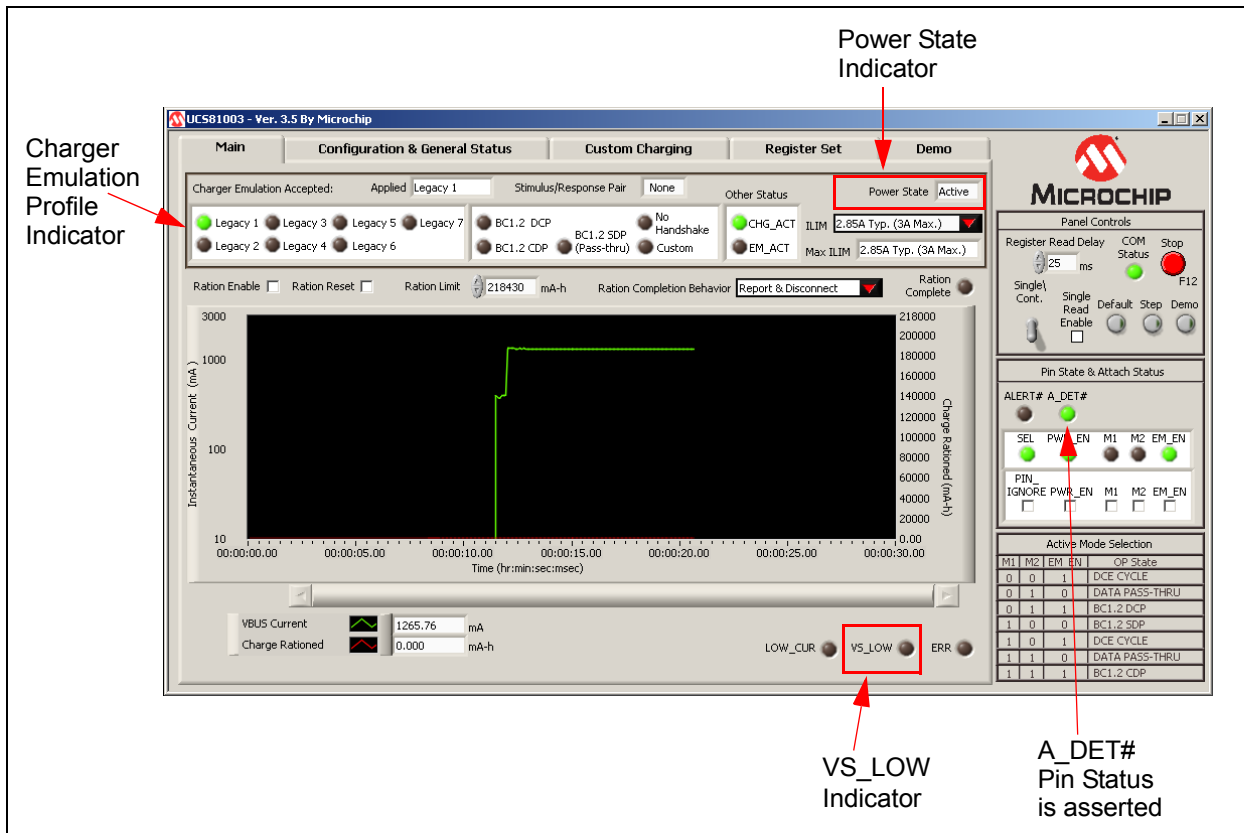 Power State
Indicator
Charger
Emulation
Profile
Indicator
UCS81003 - Ver. 3.5 By Microchip
Main
Configuration & General Status
Custom Charging
Register Set
Demo
Charger Emulation Accepted:
Applied
Legacy 1
Stimulus/Response Pair
None
Other Status
Power State
Active
Legacy 1
Legacy 3
Legacy 5
Legacy 7
Legacy 2
Legacy 4
Legacy 6
BC1.2 DCP
BC1.2 CDP
BC1.2 SDP
(Pass-thru)
No
Handshake
Custom
CHG_ACT
EM_ACT
ILIM
2.85A Typ. (3A Max.)
Max ILIM
2.85A Typ. (3A Max.)
Ration Enable
Ration Reset
Ration Limit
218430
mA-h
Ration Completion Behavior
Report & Disconnect
Ration
Complete
Instantaneous Current (mA)
3000
1000
100
10
218000
200000
180000
160000
140000
120000
100000
80000
60000
40000
20000
0.00
Charge Rationed (mA-h)
00:00:00.00
00:00:05.00
00:00:10.00
00:00:15.00
00:00:20.00
00:00:25.00
00:00:30.00
Time (hr:min:sec:msec)
VBUS Current
1265.76
mA
Charge Rationed
0.000
mA-h
LOW_CUR
VS_LOW
ERR
MICROCHIP
Panel Controls
Register Read Delay
25
ms
COM
Status
Stop
F12
Single\
Cont.
Single
Read
Enable
Default
Step
Demo
Pin State & Attach Status
ALERT#
A_DET#
SEL
PWR_EN
M1
M2
EM_EN
PIN_
IGNORE
PWR_EN
M1
M2
EM_EN
Active Mode Selection
M1 M2 EM_EN OP State
0 0 1 DCE CYCLE
0 1 0 DATA PASS-THRU
0 1 1 BC1.2 DCP
1 0 0 BC1.2 SDP
1 0 1 DCE CYCLE
1 1 0 DATA PASS-THRU
1 1 1 BC1.2 CDP
VS_LOW
Indicator
A_DET#
Pin Status
is asserted